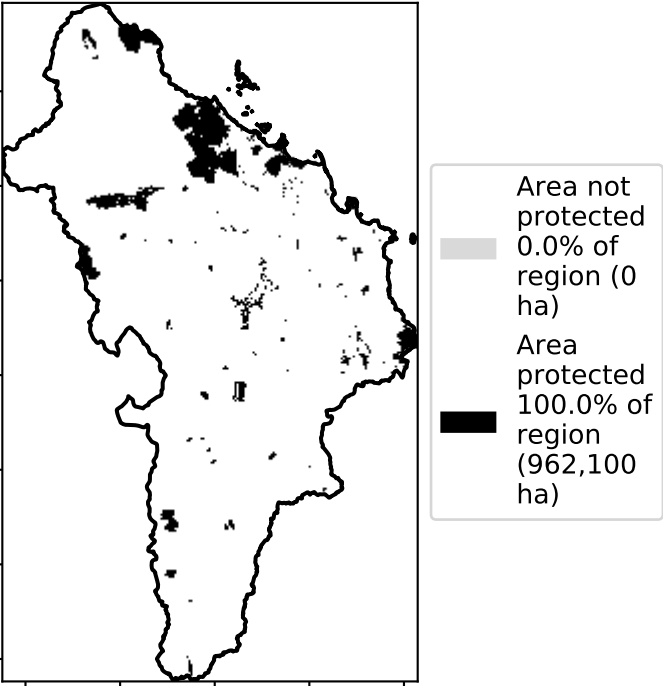 Area not
protected
0.0% of
region (0
ha)
Area
protected
100.0% of
region
(962,100
ha)